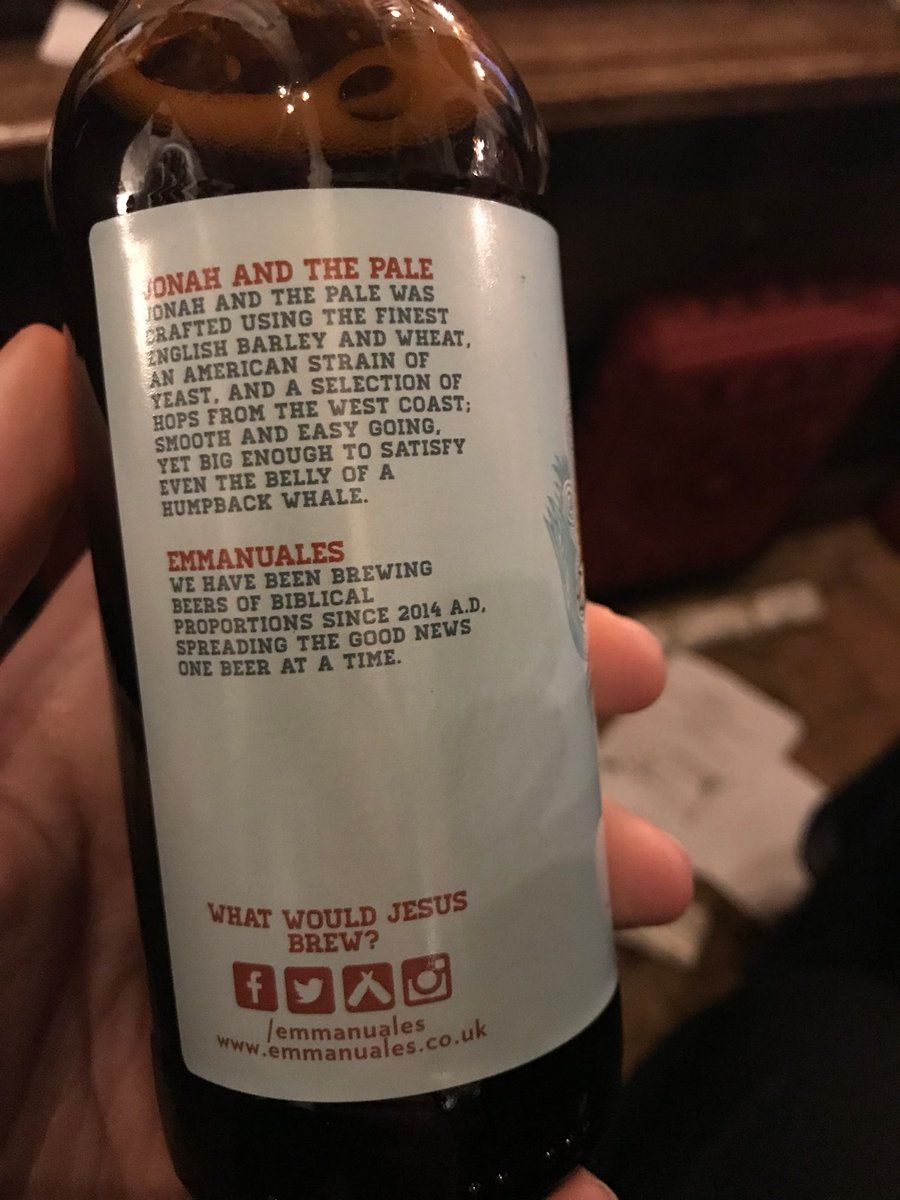 JONAH AND THE PALE
JONAH AND THE PALE WAS
CRAFTED USING THE FINEST
ENGLISH BARLEY AND WHEAT,
AN AMERICAN STRAIN OF
YEAST, AND A SELECTION OF
HOPS FROM THE WEST COAST;
SMOOTH AND EASY GOING,
YET BIG ENOUGH TO SATISFY
EVEN THE BELLY OF A
HUMPBACK WHALE.
EMMANUALES
WE HAVE BEEN BREWING
BEERS OF BIBLICAL
PROPORTIONS SINCE 2014 A.D,
SPREADING THE GOOD NEWS
ONE BEER AT A TIME.
WHAT WOULD JESUS
BREW?
/emmanuales
www.emmanuales.co.uk